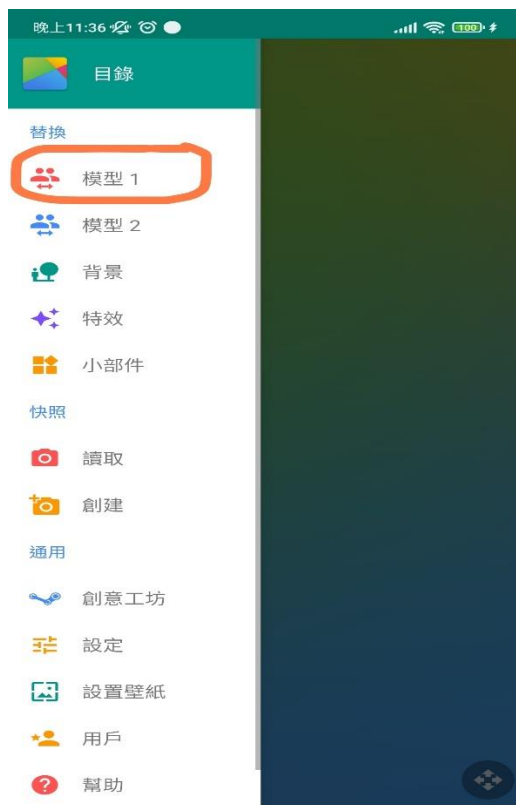 晚上11:36
100
目錄
替換
模型 1
模型 2
背景
特效
小部件
快照
讀取
創建
通用
創意工坊
設定
設置壁紙
用戶
幫助